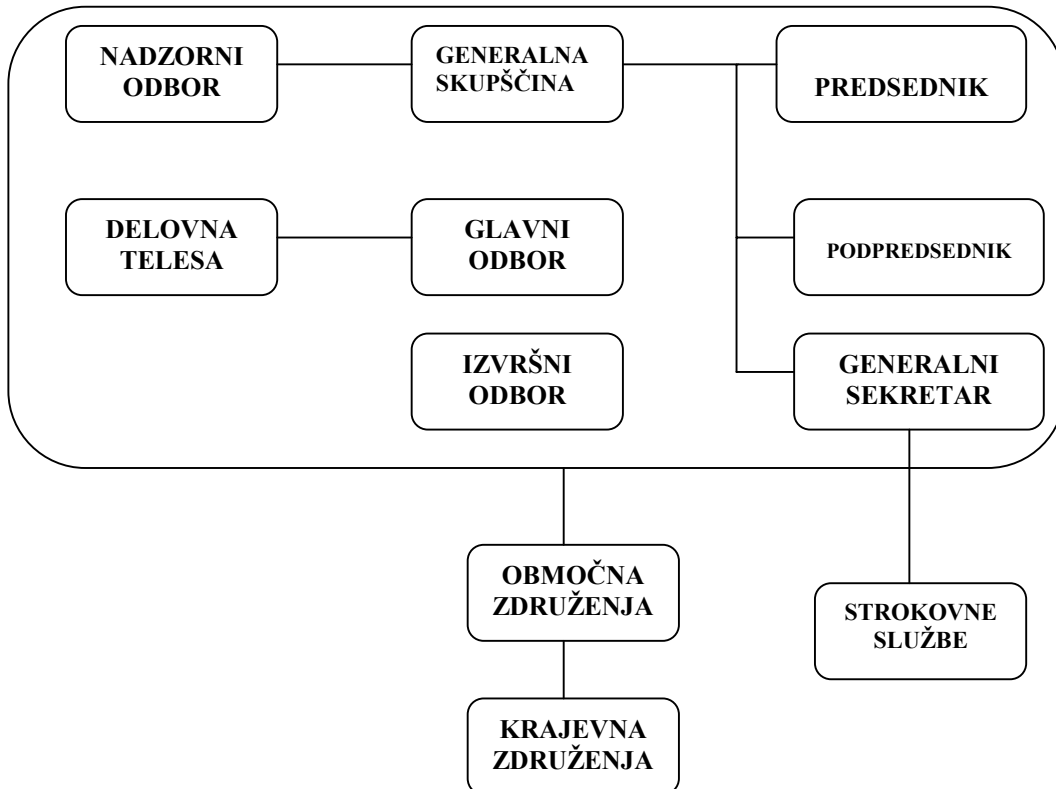 NADZORNI
ODBOR
GENERALNA
SKUPŠČINA
PREDSEDNIK
DELOVNA
TELESA
GLAVNI
ODBOR
PODPREDSEDNIK
IZVRŠNI
ODBOR
GENERALNI
SEKRETAR
OBMOČNA
ZDRUŽENJA
STROKOVNE
SLUŽBE
KRAJEVNA
ZDRUŽENJA